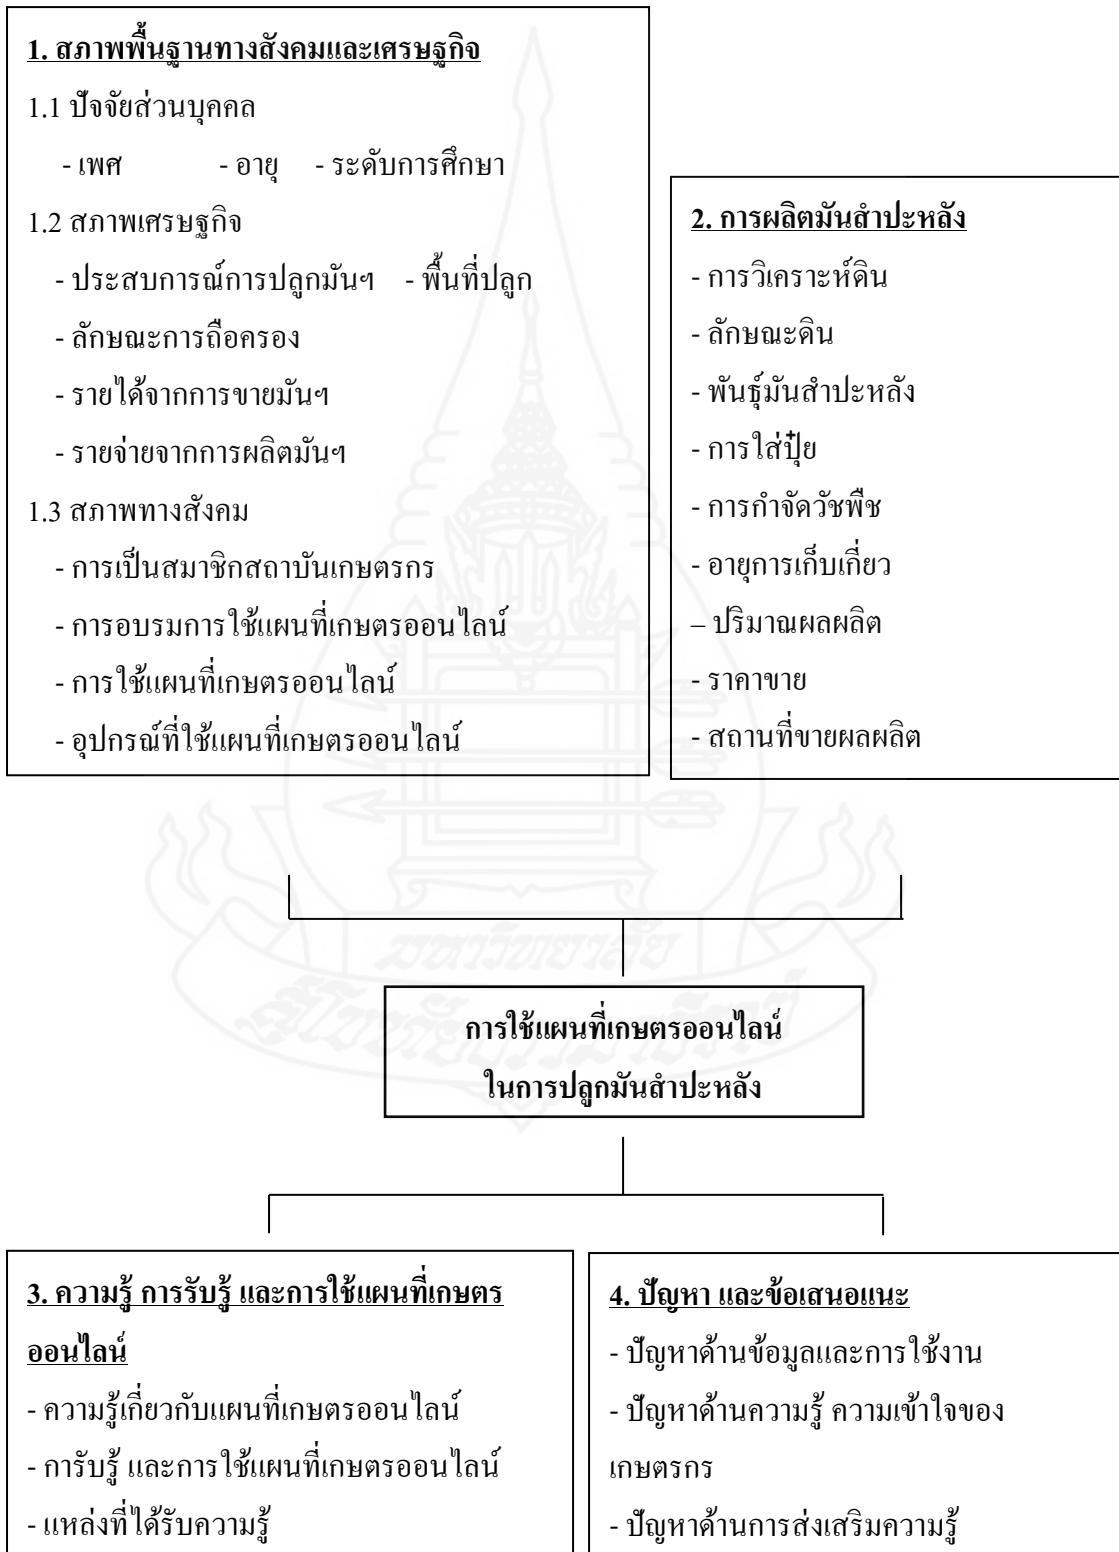 1. สภาพพื้นฐานทางสังคมและเศรษฐกิจ
1.1 ปัจจัยส่วนบุคคล
- เพศ - อายุ - ระดับการศึกษา
1.2 สภาพเศรษฐกิจ
- ประสบการณ์การปลูกมันฯ - พื้นที่ปลูก
- ลักษณะการถือครอง
- รายได้จากการขายมันฯ
- รายจ่ายจากการผลิตมันฯ
1.3 สภาพทางสังคม
- การเป็นสมาชิกสถาบันเกษตรกร
- การอบรมการใช้แผนที่เกษตรออนไลน์
- การใช้แผนที่เกษตรออนไลน์
- อุปกรณ์ที่ใช้แผนที่เกษตรออนไลน์
2. การผลิตมันสำปะหลัง
- การวิเคราะห์ดิน
- ลักษณะดิน
- พันธุ์มันสำปะหลัง
- การใส่ปุ๋ย
- การกำจัดวัชพืช
- อายุการเก็บเกี่ยว
– ปริมาณผลผลิต
- ราคาขาย
- สถานที่ขายผลผลิต
มหาวิทยาลัย
สุโขทัยธรรมาธิราช
การใช้แผนที่เกษตรออนไลน์
ในการปลูกมันสำปะหลัง
3. ความรู้ การรับรู้ และการใช้แผนที่เกษตร
ออนไลน์
- ความรู้เกี่ยวกับแผนที่เกษตรออนไลน์
- การับรู้ และการใช้แผนที่เกษตรออนไลน์
- แหล่งที่ได้รับความรู้
4. ปัญหา และข้อเสนอแนะ
- ปัญหาด้านข้อมูลและการใช้งาน
- ปัญหาด้านความรู้ ความเข้าใจของ
เกษตรกร
- ปัญหาด้านการส่งเสริมความรู้